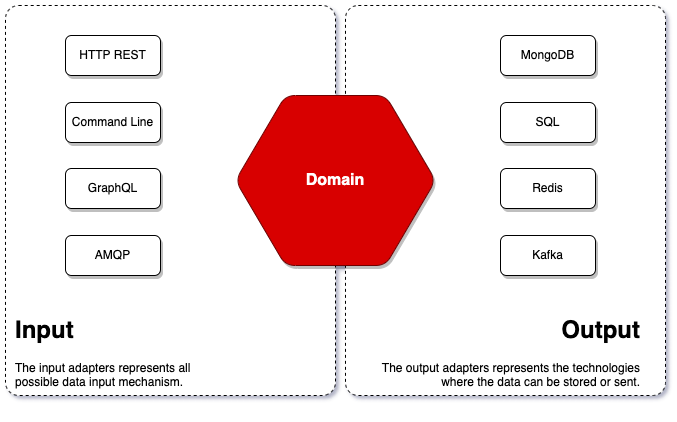 HTTP REST
Command Line
GraphQL
AMQP
Domain
MongoDB
SQL
Redis
Kafka
Input
The input adapters represents all
possible data input mechanism.
Output
The output adapters represents the technologies
where the data can be stored or sent.